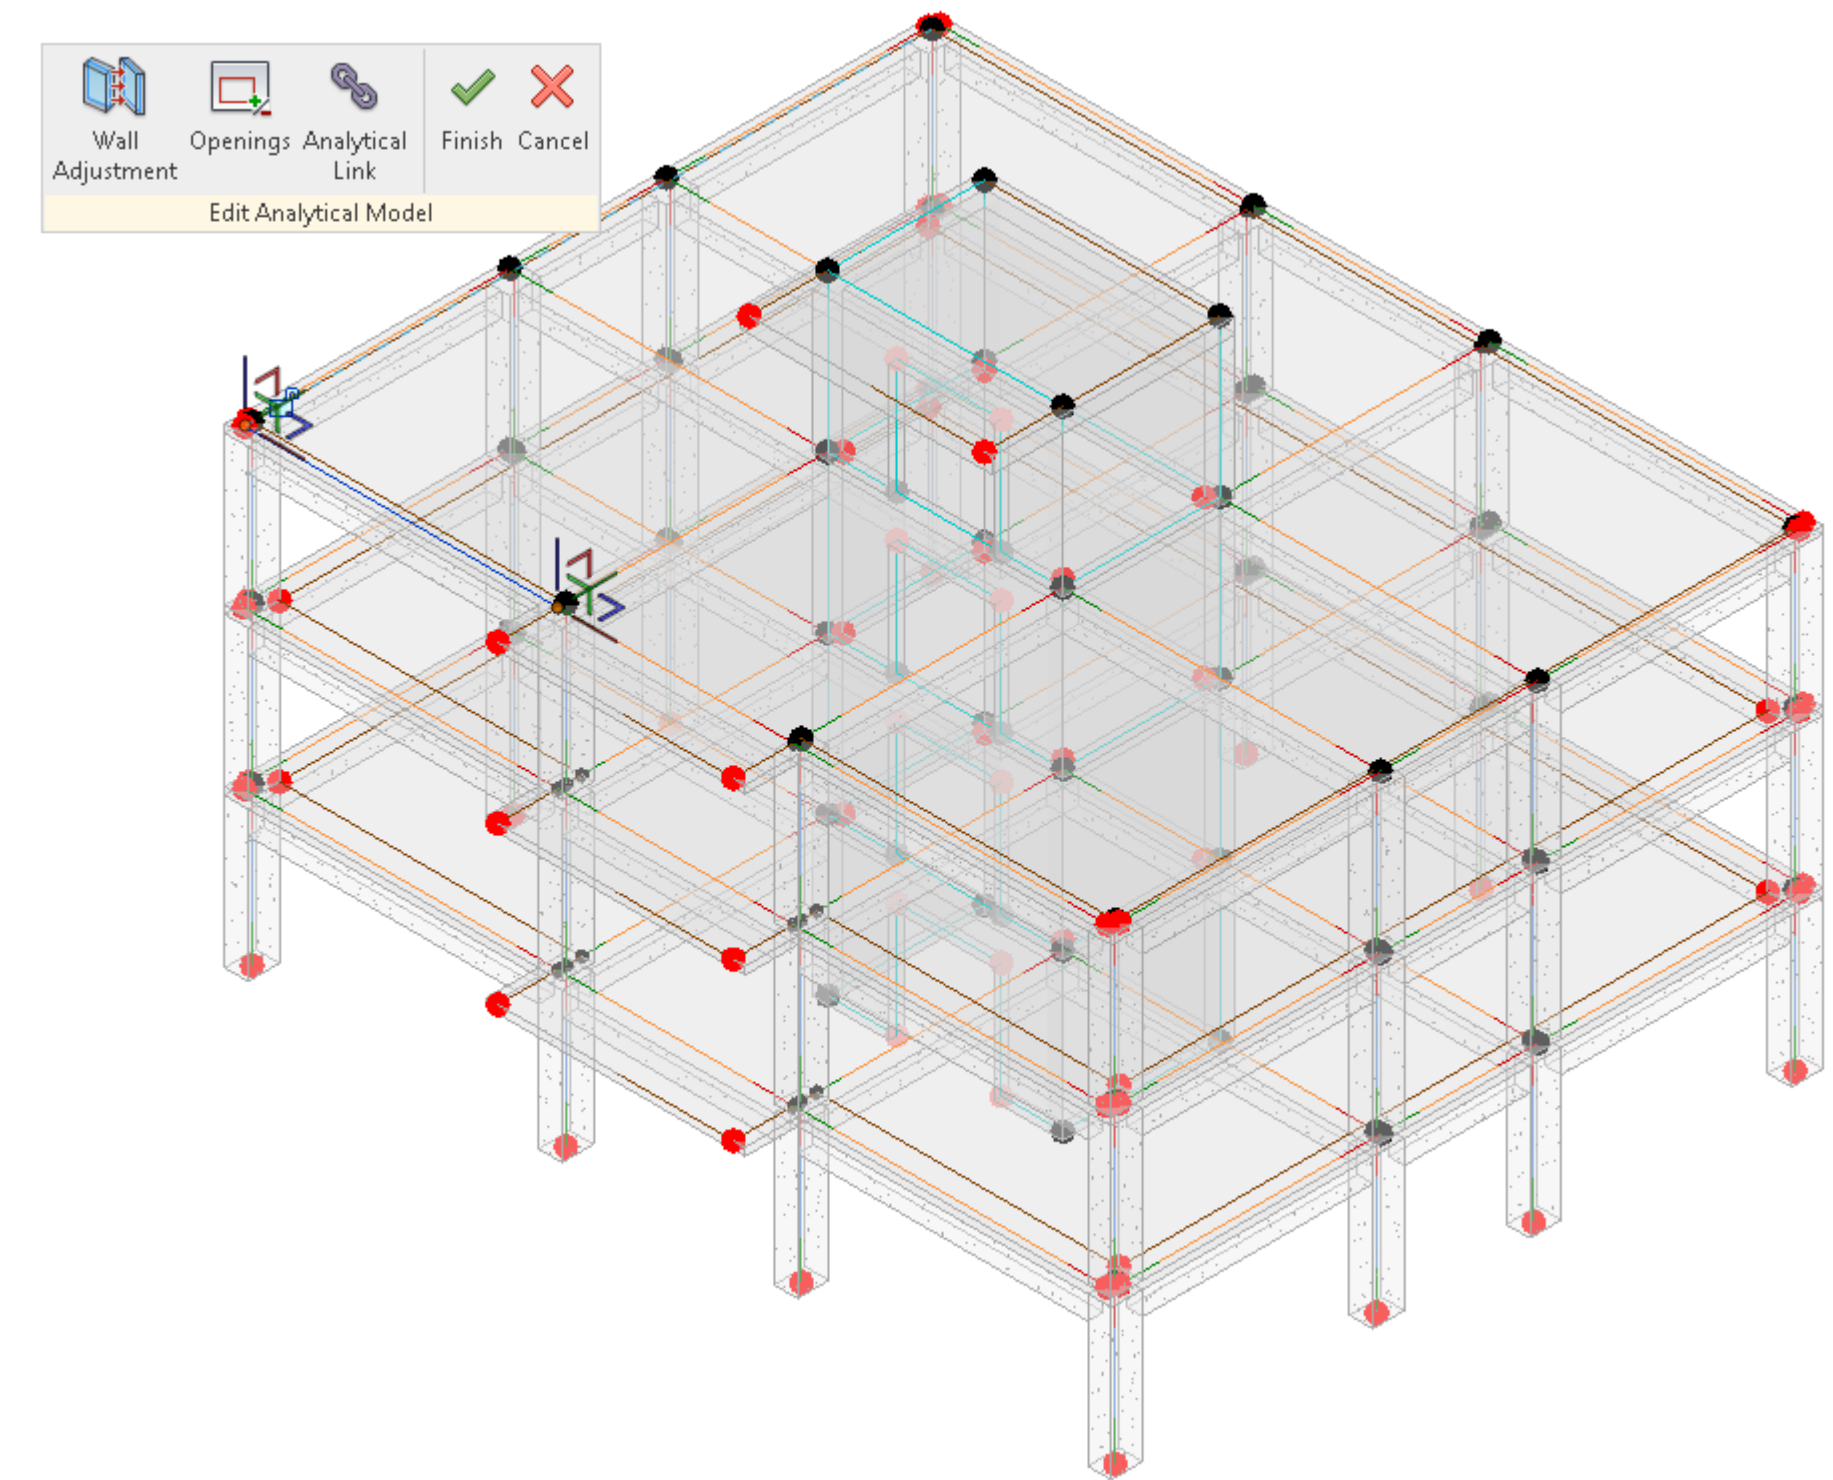 Wall
Adjustment
Openings
Analytical
Link
Finish
Cancel
Edit Analytical Model